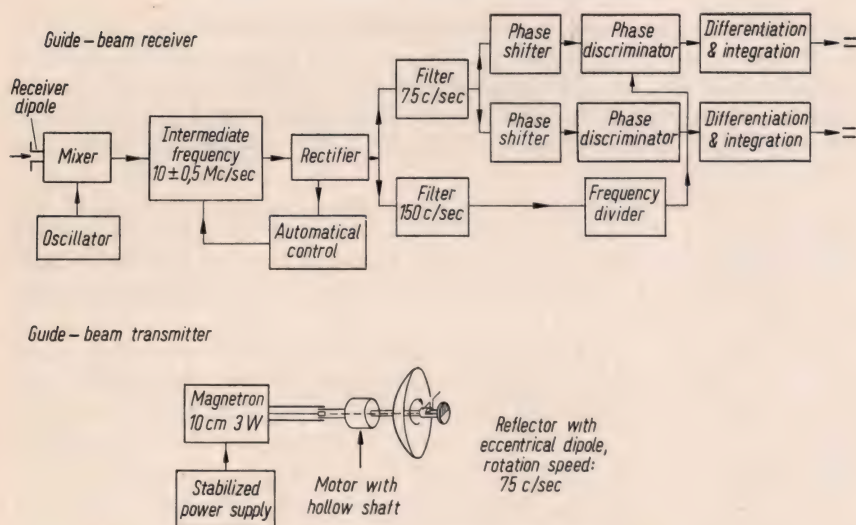 Guide – beam receiver
Receiver
dipole
Mixer
Oscillator
Intermediate
frequency
10 ± 0,5 Mc/sec
Rectifier
Automatical
control
Filter
75 c/sec
Filter
150 c/sec
Phase
shifter
Phase
discriminator
Differentiation
& integration
Phase
shifter
Phase
discriminator
Differentiation
& integration
Frequency
divider
Guide – beam transmitter
Magnetron
10 cm 3 W
Stabilized
power supply
Motor with
hollow shaft
Reflector with
eccentrical dipole,
rotation speed:
75 c/sec